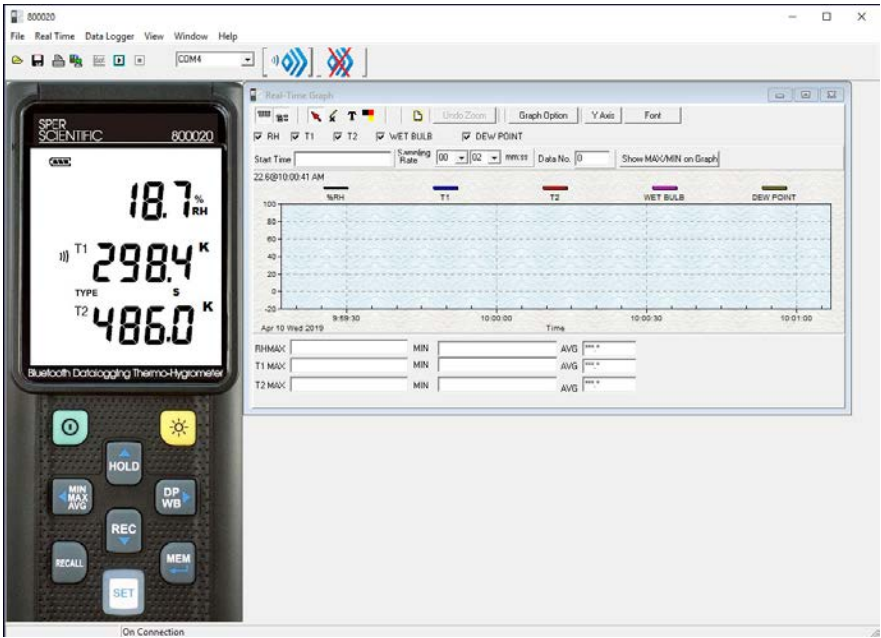 800020
File Real Time Data Logger View Window Help
COM4
SPER
SCIENTIFIC 800020
18.7 %
RH
T1 298.4 K
TYPE S
T2 486.0 K
Bluetooth Datalogging Thermo-Hygrometer
HOLD
MIN
MAX
AVG
DP
WB
REC
RECALL
MEM
SET
Real-Time Graph
T Undo Zoom Graph Option Y Axis Font
RH T1 T2 WET BULB DEW POINT
Start Time Sampling Rate 00 02 mm:ss Data No. 0 Show MAX/MIN on Graph
22.6@10:00:41 AM
%RH T1 T2 WET BULB DEW POINT
100
80
60
40
20
0
-20
9:59:30 10:00:00 10:00:30 10:01:00
Apr 10 Wed 2019 Time
RHMAX MIN AVG ***.*
T1 MAX MIN AVG ***.*
T2 MAX MIN AVG ***.*
On Connection